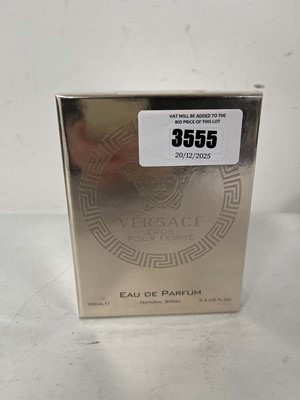 VAT WILL BE ADDED TO THE
BID PRICE OF THIS LOT
3555
20/12/2025
VERSACE
EROS
POUR FEMME
EAU DE PARFUM
100ml ℮ NATURAL SPRAY 3.4 US FL.Oz